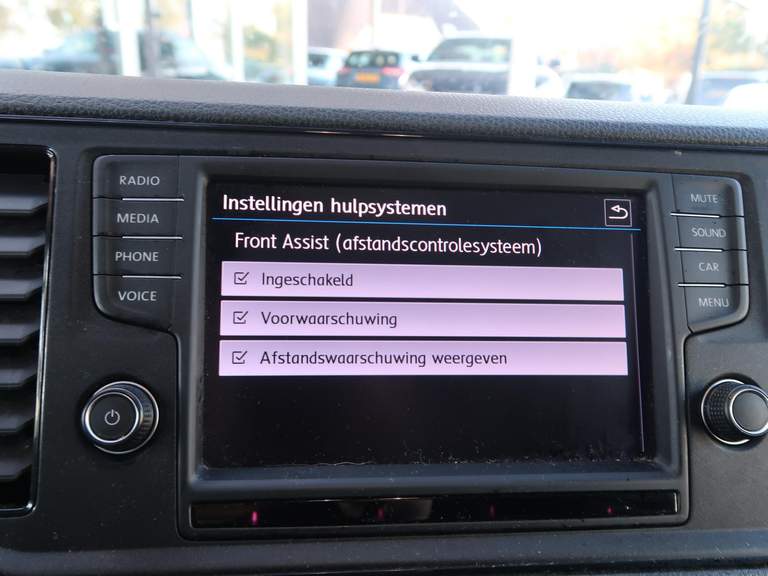 RADIO
MEDIA
PHONE
VOICE
Instellingen hulpsystemen
Front Assist (afstandscontrolesysteem)
Ingeschakeld
Voorwaarschuwing
Afstandswaarschuwing weergeven
MUTE
SOUND
CAR
MENU